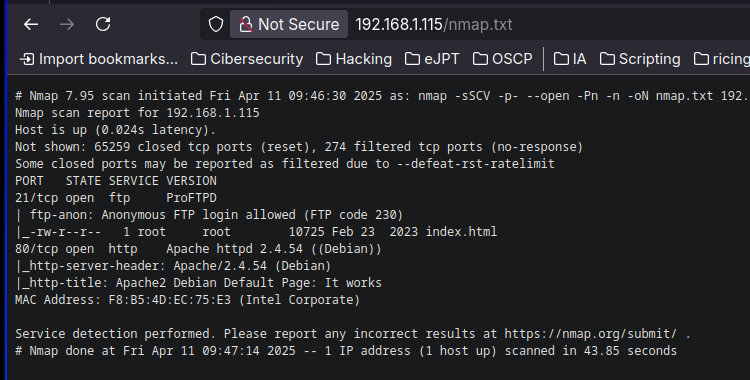 Not Secure 192.168.1.115/nmap.txt
Import bookmarks... Cibersecurity Hacking eJPT OSCP IA Scripting ricing
# Nmap 7.95 scan initiated Fri Apr 11 09:46:30 2025 as: nmap -sSCV -p- --open -Pn -n -oN nmap.txt 192.
Nmap scan report for 192.168.1.115
Host is up (0.024s latency).
Not shown: 65259 closed tcp ports (reset), 274 filtered tcp ports (no-response)
Some closed ports may be reported as filtered due to --defeat-rst-ratelimit
PORT   STATE SERVICE VERSION
21/tcp open  ftp     ProFTPD
| ftp-anon: Anonymous FTP login allowed (FTP code 230)
|_-rw-r--r--   1 root     root        10725 Feb 23  2023 index.html
80/tcp open  http    Apache httpd 2.4.54 ((Debian))
|_http-server-header: Apache/2.4.54 (Debian)
|_http-title: Apache2 Debian Default Page: It works
MAC Address: F8:B5:4D:EC:75:E3 (Intel Corporate)
Service detection performed. Please report any incorrect results at https://nmap.org/submit/ .
# Nmap done at Fri Apr 11 09:47:14 2025 -- 1 IP address (1 host up) scanned in 43.85 seconds